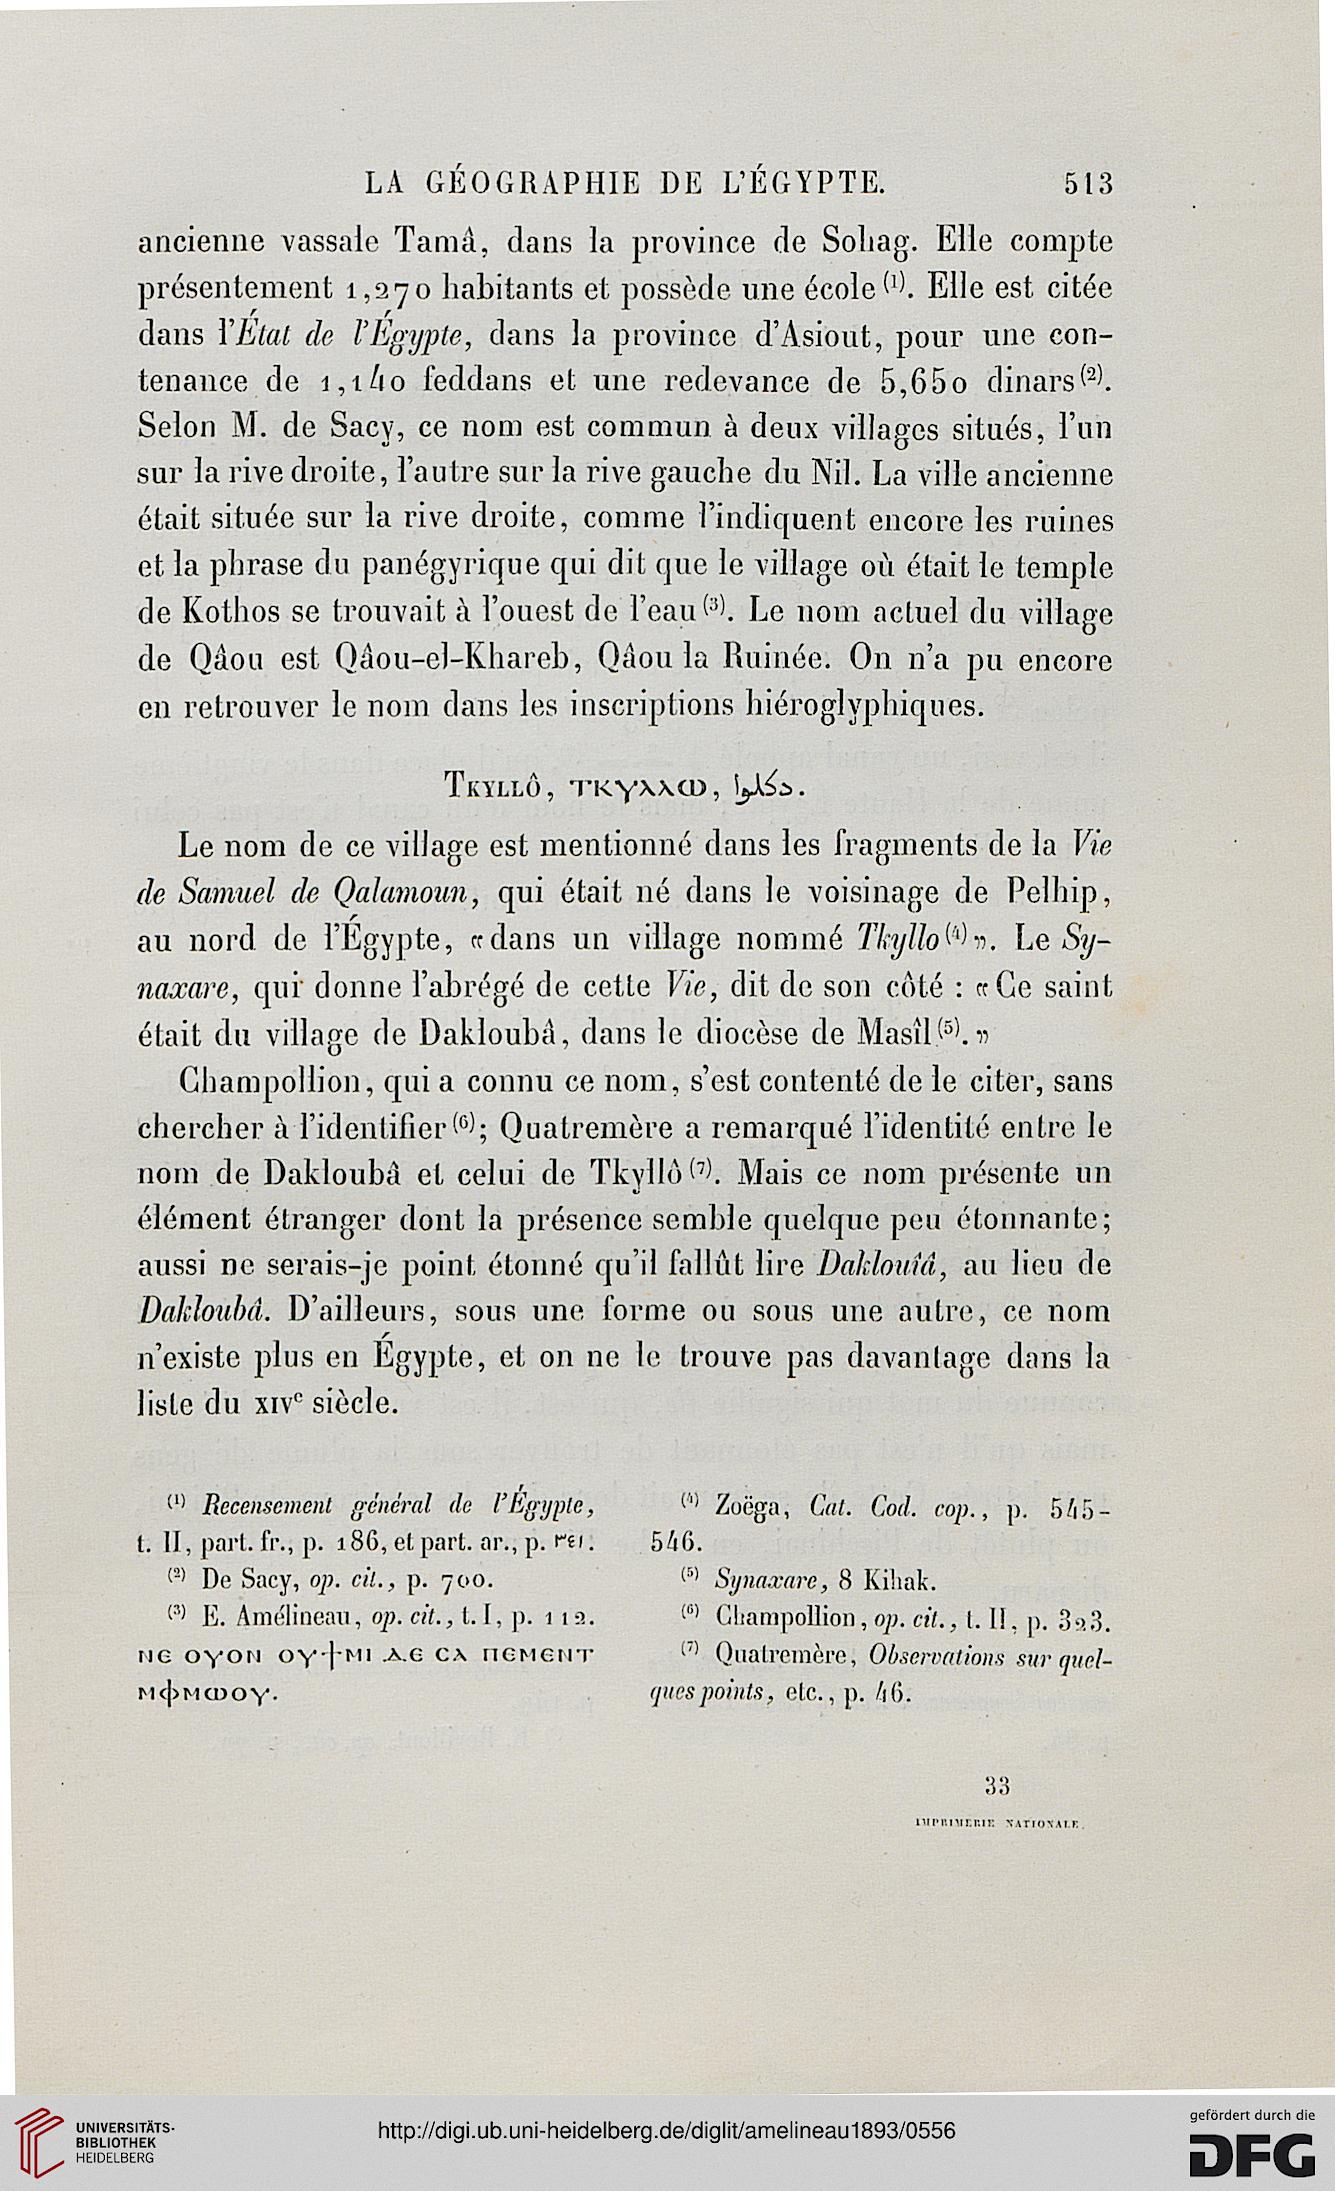 LA GÉOGRAPHIE DE L'ÉGYPTE. 513
ancienne vassale Tamâ, dans la province de Sohag. Elle compte
présentement 1,270 habitants et possède une école (1). Elle est citée
dans l'État de l'Égypte, dans la province d'Asiout, pour une con-
tenance de 1,140 feddans et une redevance de 5,650 dinars (2).
Selon M. de Sacy, ce nom est commun à deux villages situés, l'un
sur la rive droite, l'autre sur la rive gauche du Nil. La ville ancienne
était située sur la rive droite, comme l'indiquent encore les ruines
et la phrase du panégyrique qui dit que le village où était le temple
de Kothos se trouvait à l'ouest de l'eau (3). Le nom actuel du village
de Qâou est Qâou-el-Khareb, Qâou la Ruinée. On n'a pu encore
en retrouver le nom dans les inscriptions hiéroglyphiques.
Tkyllô, ⲧⲕⲩⲗⲗⲱ, دكلوا.
Le nom de ce village est mentionné dans les fragments de la Vie
de Samuel de Qalamoun, qui était né dans le voisinage de Pelhip,
au nord de l'Égypte, «dans un village nommé Tkyllo (4)». Le Sy-
naxare, qui donne l'abrégé de cette Vie, dit de son côté : «Ce saint
était du village de Dakloubâ, dans le diocèse de Masîl (5).»
Champollion, qui a connu ce nom, s'est contenté de le citer, sans
chercher à l'identifier (6); Quatremère a remarqué l'identité entre le
nom de Dakloubâ et celui de Tkyllô (7). Mais ce nom présente un
élément étranger dont la présence semble quelque peu étonnante;
aussi ne serais-je point étonné qu'il fallût lire Daklouîâ, au lieu de
Dakloubâ. D'ailleurs, sous une forme ou sous une autre, ce nom
n'existe plus en Égypte, et on ne le trouve pas davantage dans la
liste du XIVe siècle.
(1) Recensement général de l'Égypte,
t. II, part. fr., p. 186, et part. ar., p. ٣٤١.
(2) De Sacy, op. cit., p. 700.
(3) E. Amélineau, op. cit., t. I, p. 112.
ⲛⲉ ⲟⲩⲟⲛ ⲟⲩϯⲙⲓ ⲇⲉ ⲥⲁ ⲡⲉⲙⲉⲛⲧ
ⲙⲫⲙⲱⲟⲩ.
(4) Zoëga, Cat. Cod. cop., p. 545-
546.
(5) Synaxare, 8 Kihak.
(6) Champollion, op. cit., t. II, p. 323.
(7) Quatremère, Observations sur quel-
ques points, etc., p. 46.
33
IMPRIMERIE NATIONALE.
UNIVERSITÄTS-
BIBLIOTHEK
HEIDELBERG
http://digi.ub.uni-heidelberg.de/diglit/amelineau1893/0556
gefördert durch die
DFG